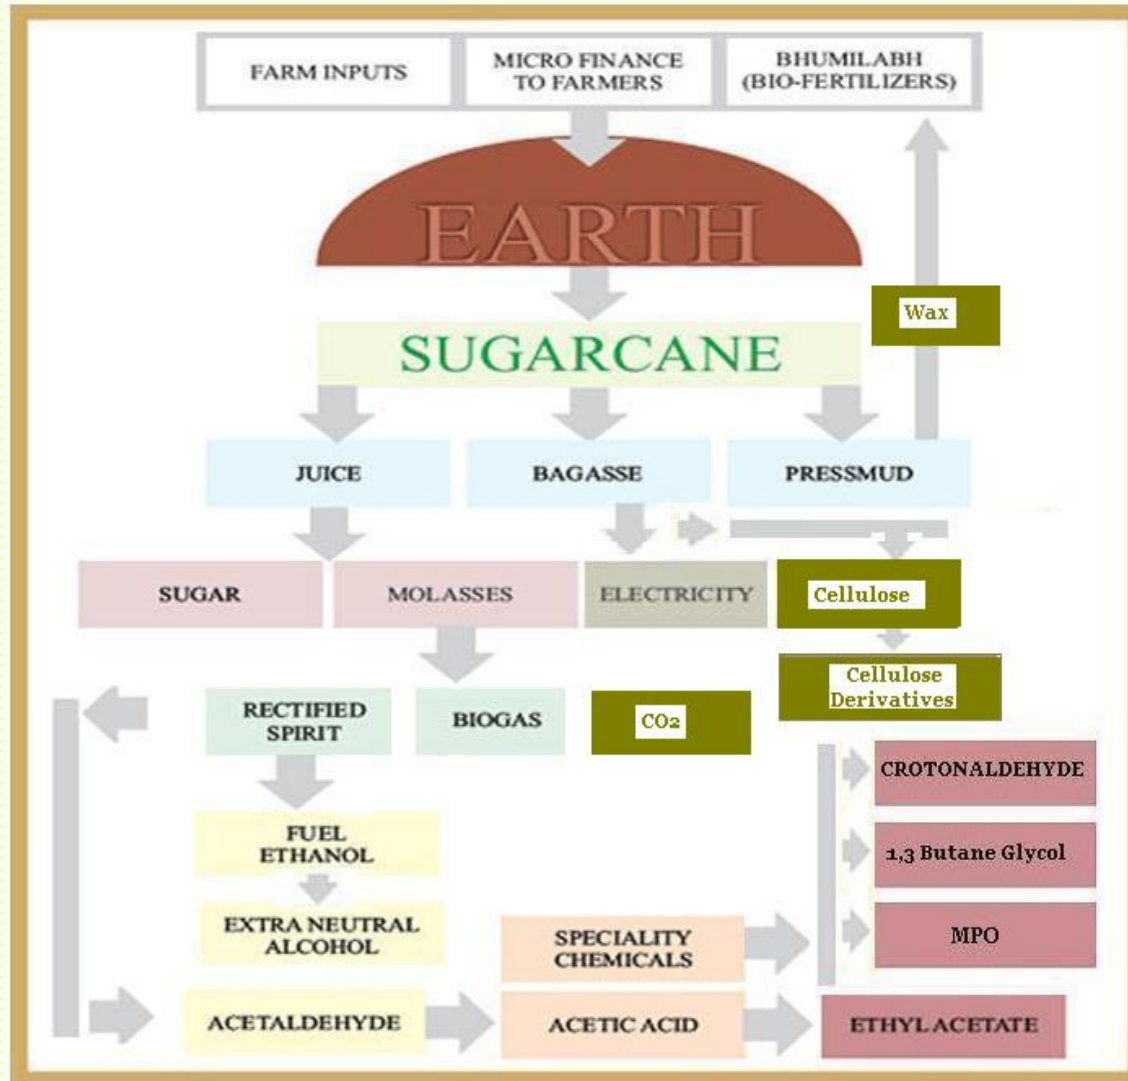 FARM INPUTS
MICRO FINANCE
TO FARMERS
BHUMILABH
(BIO-FERTILIZERS)
EARTH
Wax
SUGARCANE
JUICE
BAGASSE
PRESSMUD
SUGAR
MOLASSES
ELECTRICITY
Cellulose
Cellulose
Derivatives
RECTIFIED
SPIRIT
BIOGAS
CO2
CROTONALDEHYDE
FUEL
ETHANOL
1,3 Butane Glycol
EXTRA NEUTRAL
ALCOHOL
SPECIALITY
CHEMICALS
MPO
ACETALDEHYDE
ACETIC ACID
ETHYL ACETATE